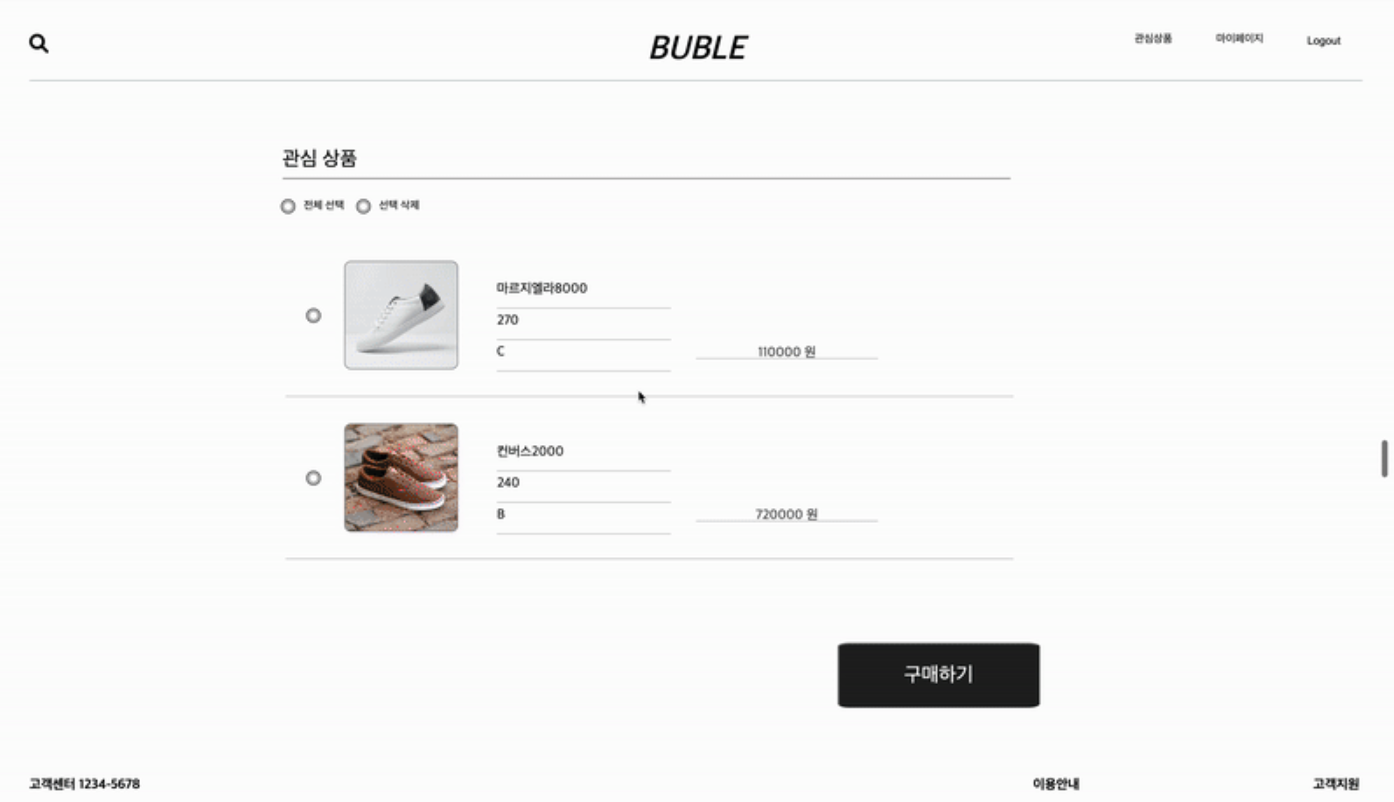 BUBLE
관심상품 마이페이지 Logout
관심 상품
전체 선택 선택 삭제
마르지엘라8000
270
C
110000 원
컨버스2000
240
B
720000 원
구매하기
고객센터 1234-5678 이용안내 고객지원